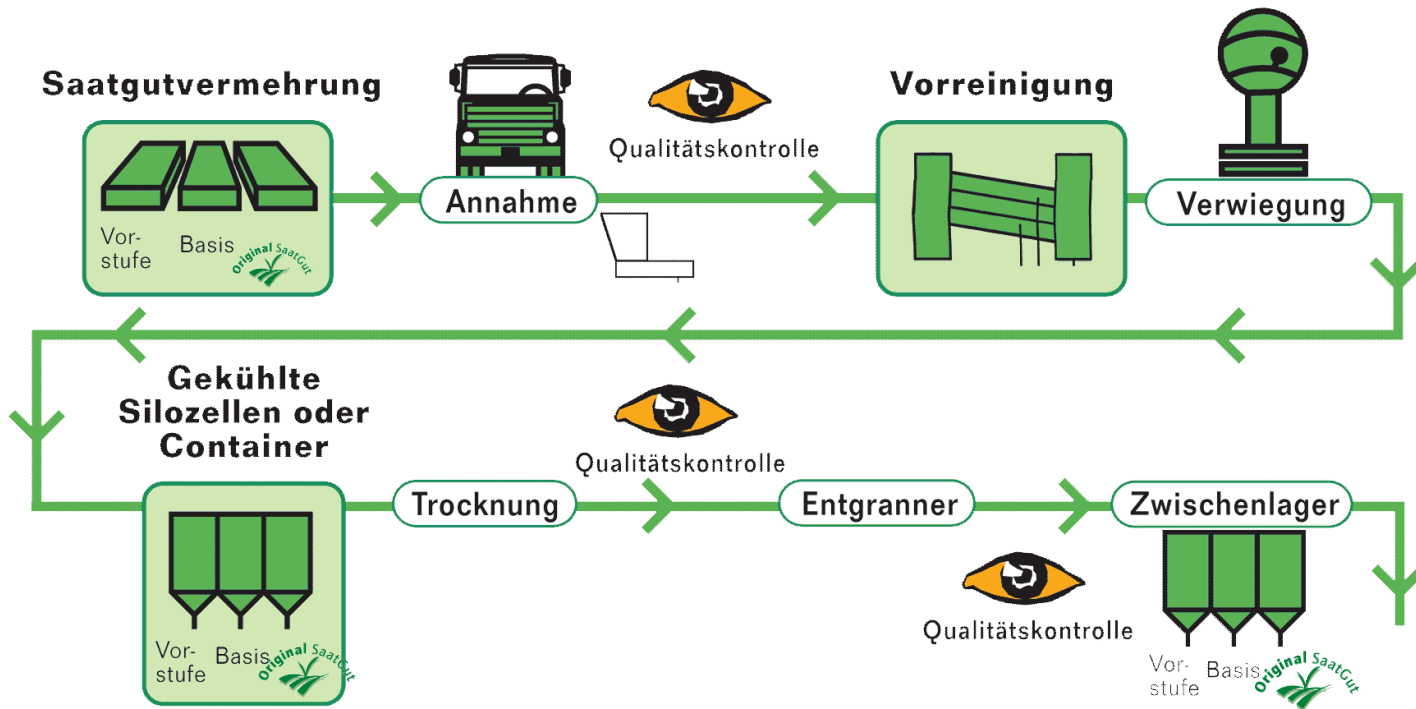 Saatgutvermehrung
Vor-
stufe
Basis
Original SaatGut
Annahme
Qualitätskontrolle
Vorreinigung
Verwiegung
Gekühlte
Silozellen oder
Container
Vor-
stufe
Basis
Original SaatGut
Trocknung
Qualitätskontrolle
Entgranner
Qualitätskontrolle
Zwischenlager
Vor-
stufe
Basis
Original SaatGut